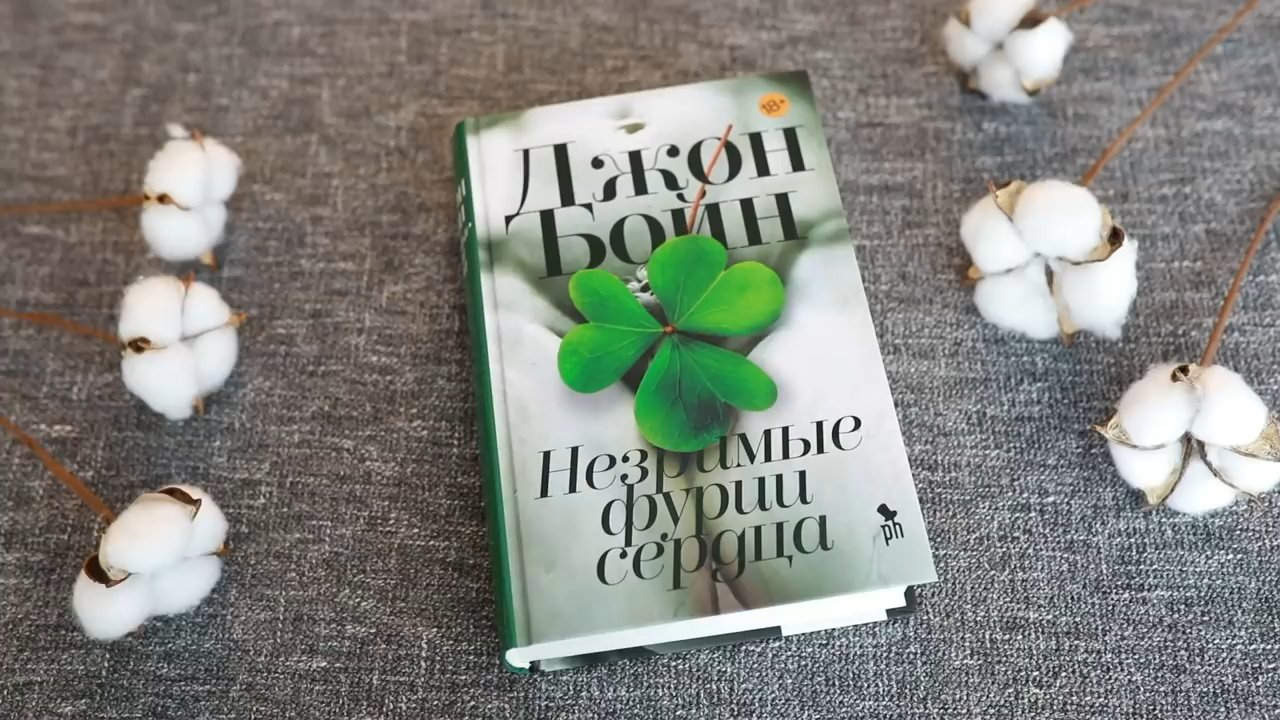 18+
Джон
Бойн
Незримые
фурии
сердца
ph